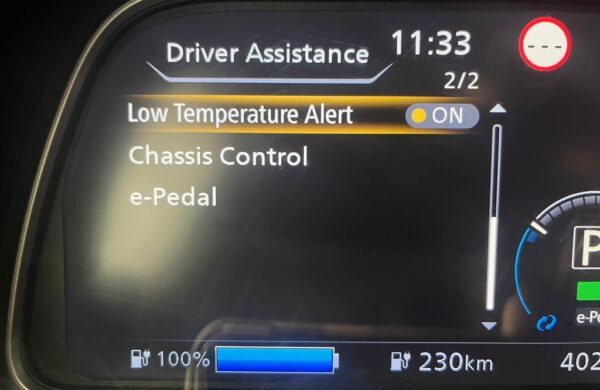 Driver Assistance 11:33
---
2/2
Low Temperature Alert ON
Chassis Control
e-Pedal
P
100% 230km 402